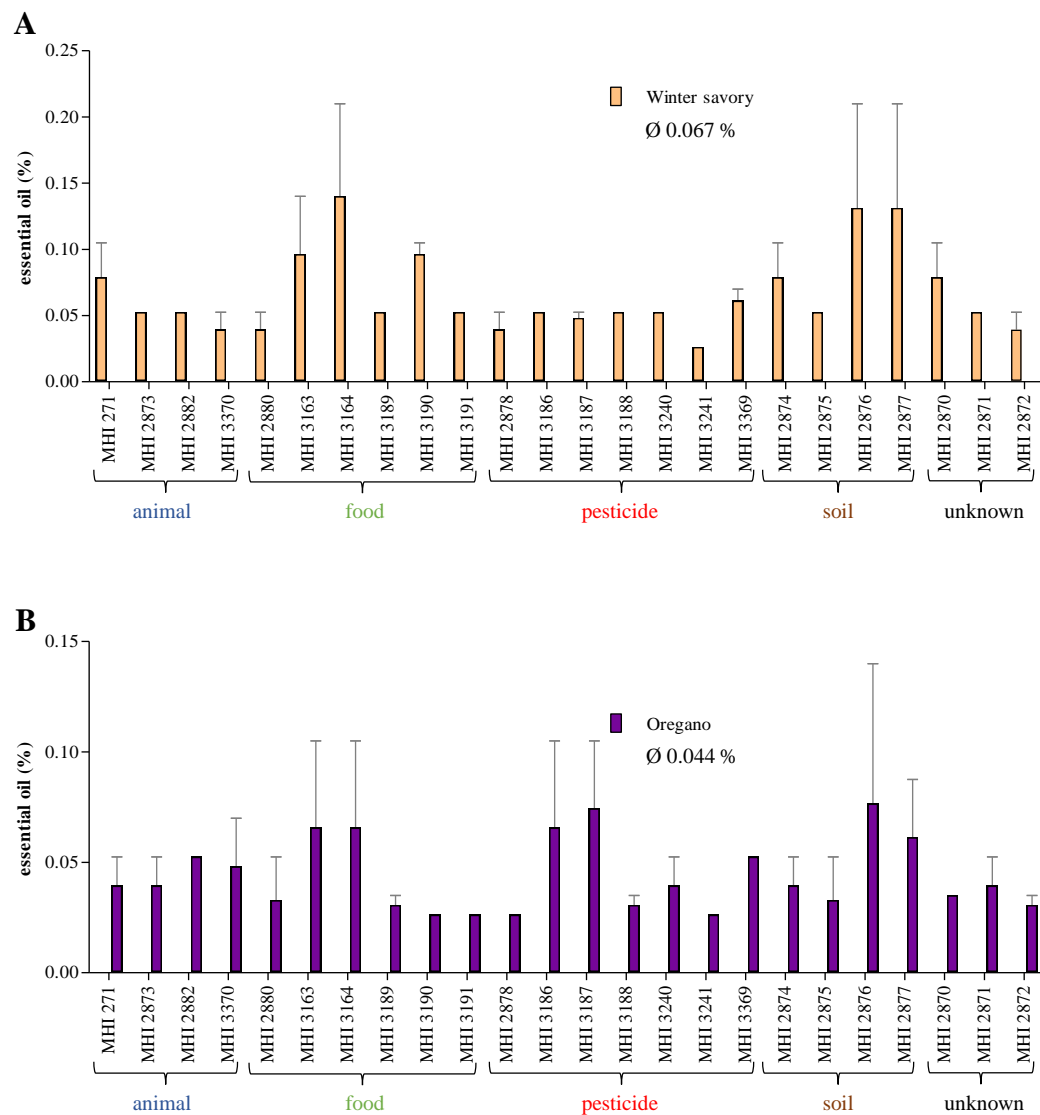 A
0.25
0.20
0.15
0.10
0.05
0.00
essential oil (%)
Winter savory
Ø 0.067 %
MHI 271
MHI 2873
MHI 2882
MHI 3370
MHI 2880
MHI 3163
MHI 3164
MHI 3189
MHI 3190
MHI 3191
MHI 2878
MHI 3186
MHI 3187
MHI 3188
MHI 3240
MHI 3241
MHI 3369
MHI 2874
MHI 2875
MHI 2876
MHI 2877
MHI 2870
MHI 2871
MHI 2872
animal food pesticide soil unknown
B
0.15
0.10
0.05
0.00
essential oil (%)
Oregano
Ø 0.044 %
MHI 271
MHI 2873
MHI 2882
MHI 3370
MHI 2880
MHI 3163
MHI 3164
MHI 3189
MHI 3190
MHI 3191
MHI 2878
MHI 3186
MHI 3187
MHI 3188
MHI 3240
MHI 3241
MHI 3369
MHI 2874
MHI 2875
MHI 2876
MHI 2877
MHI 2870
MHI 2871
MHI 2872
animal food pesticide soil unknown